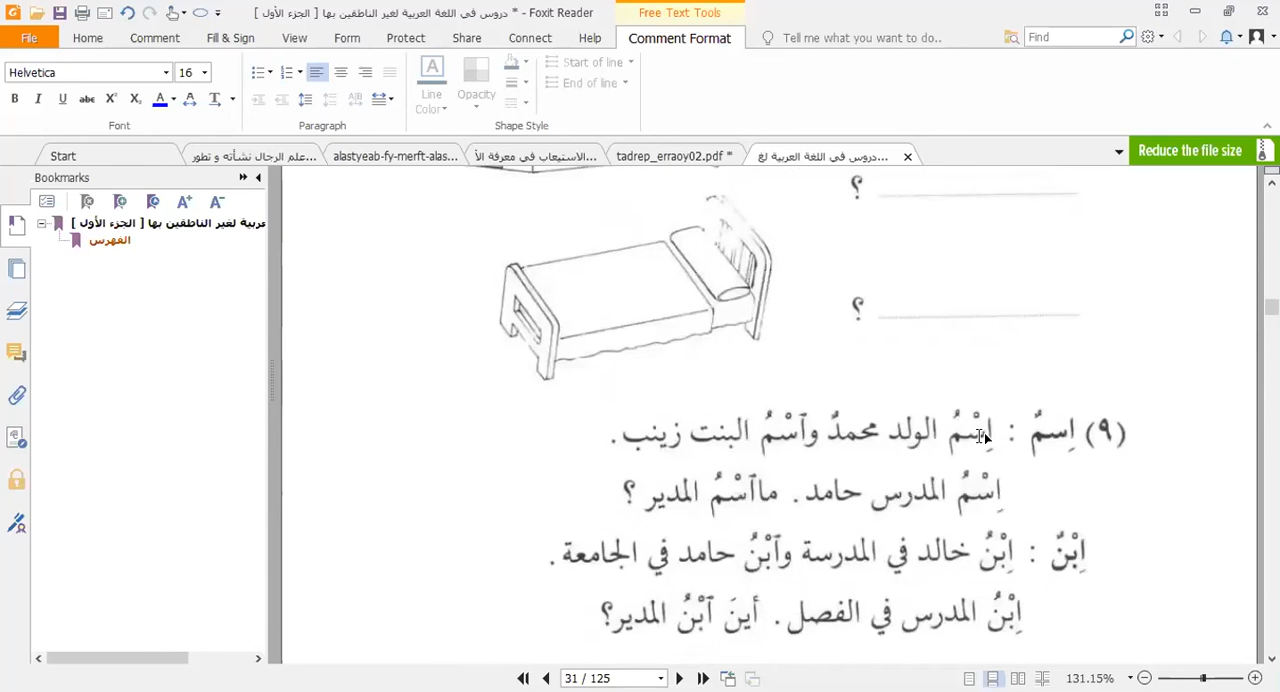 دروس في اللغة العربية لغير الناطقين بها [ الجزء الأول ] * - Foxit Reader
Free Text Tools
File Home Comment Fill & Sign View Form Protect Share Connect Help Comment Format Tell me what you want to do.. Find
Helvetica 16 Start of line
Line Color Opacity End of line
B I U abc X² X₂ A A T
Font Paragraph Shape Style
Start علم الرجال نشأته و تطور... alastyeab-fy-merft-alas... الاستيعاب في معرفة الأ... tadrep_erraoy02.pdf * دروس في اللغة العربية لغ... Reduce the file size
Bookmarks
عربية لغير الناطقين بها [ الجزء الأول ]
الفهرس
؟
؟
(٩) اِسمٌ : اِسْمُ الولد محمدٌ وٱسْمُ البنت زينب .
اِسْمُ المدرس حامد . ماٱسْمُ المدير ؟
اِبْنٌ : اِبْنُ خالد في المدرسة وٱبْنُ حامد في الجامعة .
اِبْنُ المدرس في الفصل . أينَ ٱبْنُ المدير؟
31 / 125 131.15%